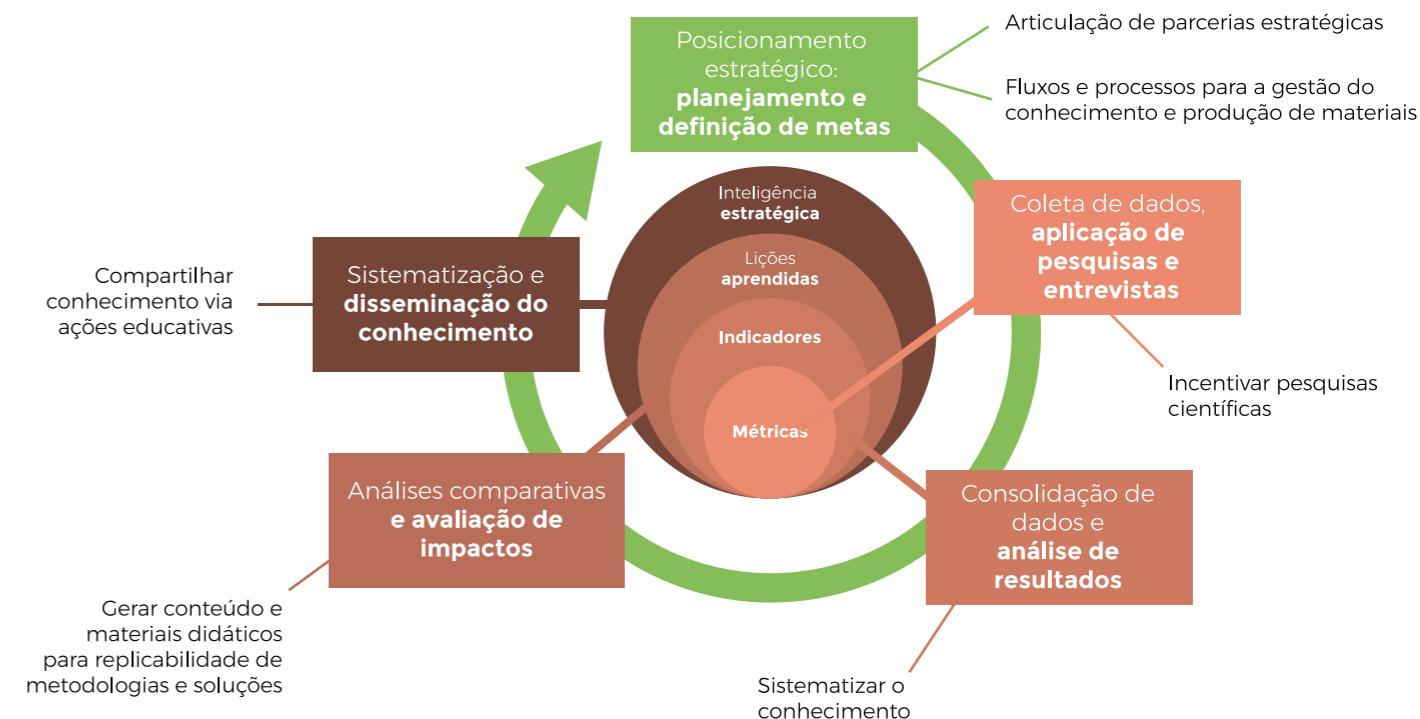 Posicionamento
estratégico:
planejamento e
definição de metas
Articulação de parcerias estratégicas
Fluxos e processos para a gestão do
conhecimento e produção de materiais
Coleta de dados,
aplicação de
pesquisas e
entrevistas
Incentivar pesquisas
científicas
Consolidação de
dados e
análise de
resultados
Sistematizar o
conhecimento
Análises comparativas
e avaliação de
impactos
Gerar conteúdo e
materiais didáticos
para replicabilidade de
metodologias e soluções
Sistematização e
disseminação do
conhecimento
Compartilhar
conhecimento via
ações educativas
Inteligência
estratégica
Lições
aprendidas
Indicadores
Métricas